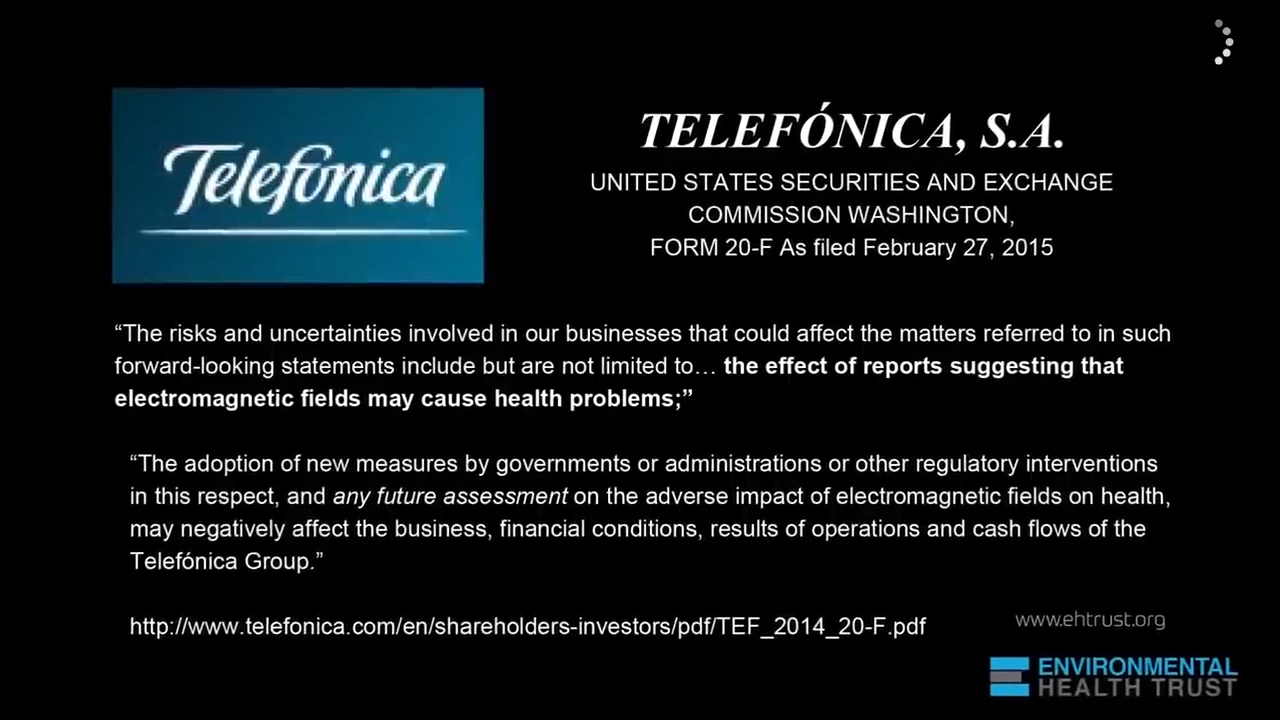 Telefónica
TELEFÓNICA, S.A.
UNITED STATES SECURITIES AND EXCHANGE
COMMISSION WASHINGTON,
FORM 20-F As filed February 27, 2015
“The risks and uncertainties involved in our businesses that could affect the matters referred to in such
forward-looking statements include but are not limited to… the effect of reports suggesting that
electromagnetic fields may cause health problems;”
“The adoption of new measures by governments or administrations or other regulatory interventions
in this respect, and any future assessment on the adverse impact of electromagnetic fields on health,
may negatively affect the business, financial conditions, results of operations and cash flows of the
Telefónica Group.”
http://www.telefonica.com/en/shareholders-investors/pdf/TEF_2014_20-F.pdf
www.ehtrust.org
ENVIRONMENTAL
HEALTH TRUST